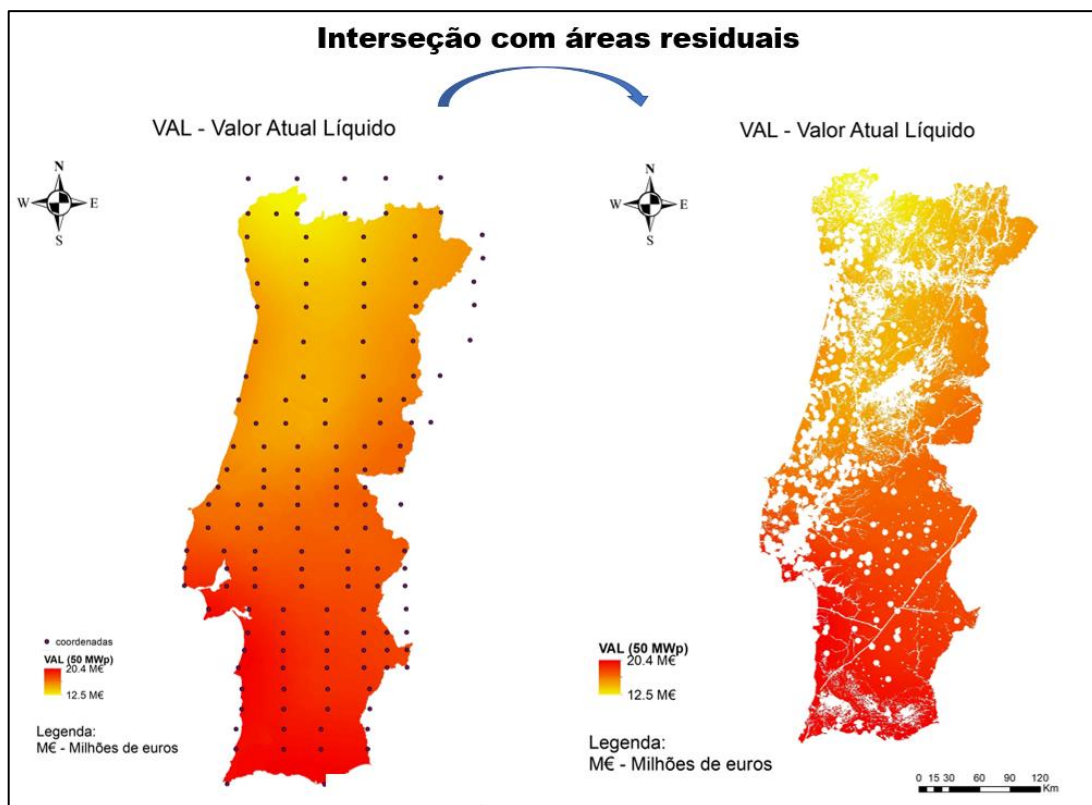 Interseção com áreas residuais
VAL - Valor Atual Líquido
N
W E
S
coordenadas
VAL (50 MWp)
20.4 M€
12.5 M€
Legenda:
M€ - Milhões de euros
VAL - Valor Atual Líquido
N
W E
S
VAL (50 MWp)
20.4 M€
12.5 M€
Legenda:
M€ - Milhões de euros
0 15 30 60 90 120
Km